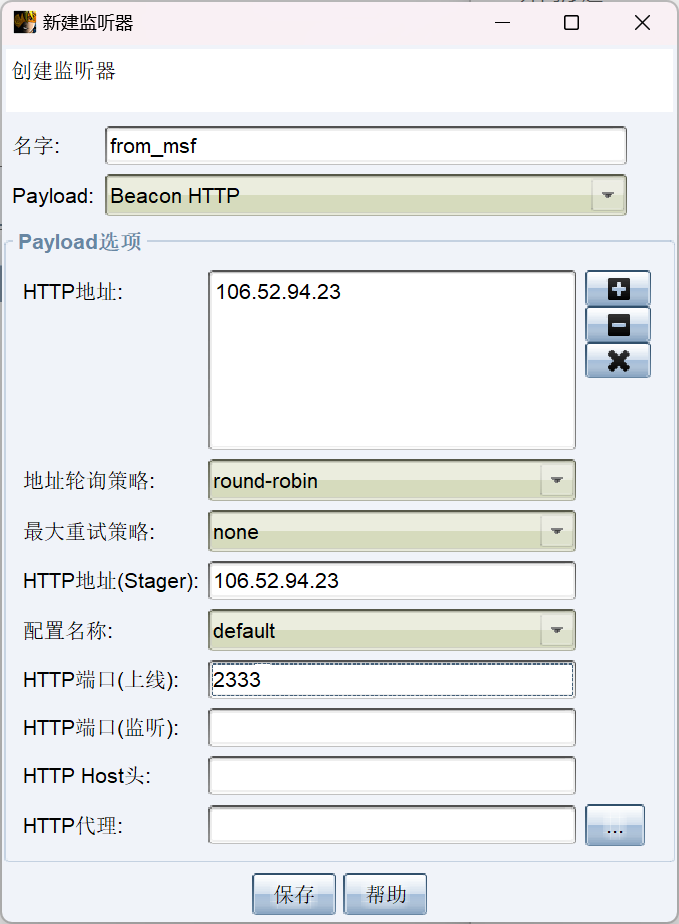 新建监听器
创建监听器
名字: from_msf
Payload: Beacon HTTP
Payload选项
HTTP地址: 106.52.94.23
地址轮询策略: round-robin
最大重试策略: none
HTTP地址(Stager): 106.52.94.23
配置名称: default
HTTP端口(上线): 2333
HTTP端口(监听):
HTTP Host头:
HTTP代理: ...
保存 帮助